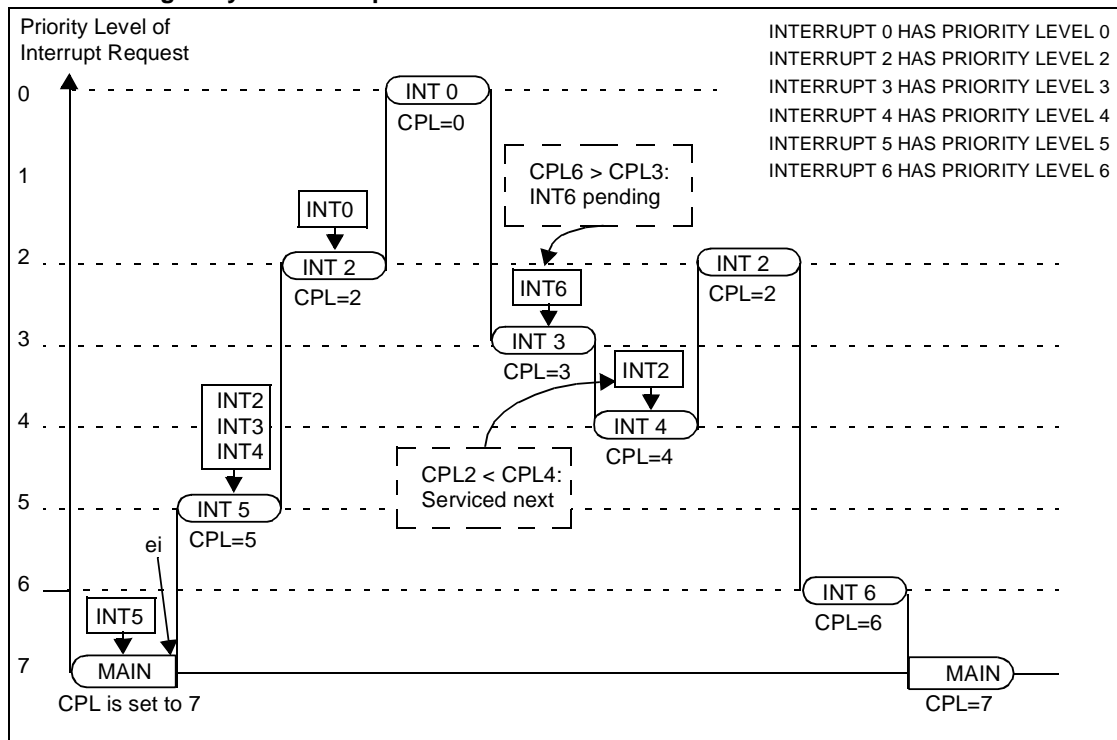 Priority Level of
Interrupt Request
INTERRUPT 0 HAS PRIORITY LEVEL 0
INTERRUPT 2 HAS PRIORITY LEVEL 2
INTERRUPT 3 HAS PRIORITY LEVEL 3
INTERRUPT 4 HAS PRIORITY LEVEL 4
INTERRUPT 5 HAS PRIORITY LEVEL 5
INTERRUPT 6 HAS PRIORITY LEVEL 6
0
INT 0
CPL=0
1
CPL6 > CPL3:
INT6 pending
INT0
2
INT 2
CPL=2
INT 2
CPL=2
INT6
3
INT 3
CPL=3
INT2
INT2
INT3
INT4
4
INT 4
CPL=4
CPL2 < CPL4:
Serviced next
5
INT 5
CPL=5
ei
6
INT5
INT 6
CPL=6
7
MAIN
CPL is set to 7
MAIN
CPL=7